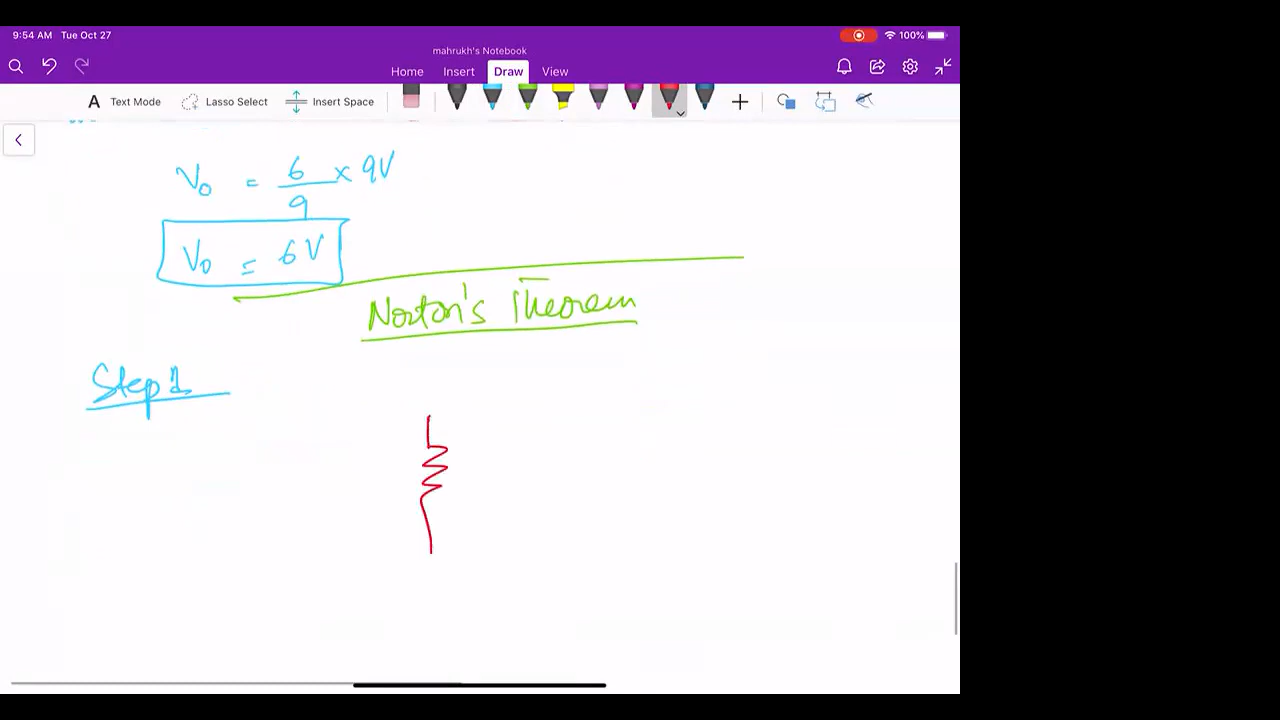 9:54 AM Tue Oct 27
100%
mahrukh's Notebook
Home Insert Draw View
A Text Mode Lasso Select Insert Space
V₀ = 6/9 × 9V
V₀ = 6V
Norton's Theorem
Step 1